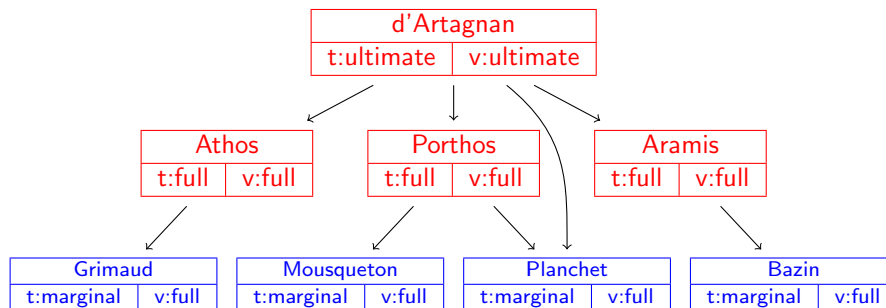 d'Artagnan
t:ultimate v:ultimate
Athos Porthos Aramis
t:full v:full t:full v:full t:full v:full
Grimaud Mousqueton Planchet Bazin
t:marginal v:full t:marginal v:full t:marginal v:full t:marginal v:full